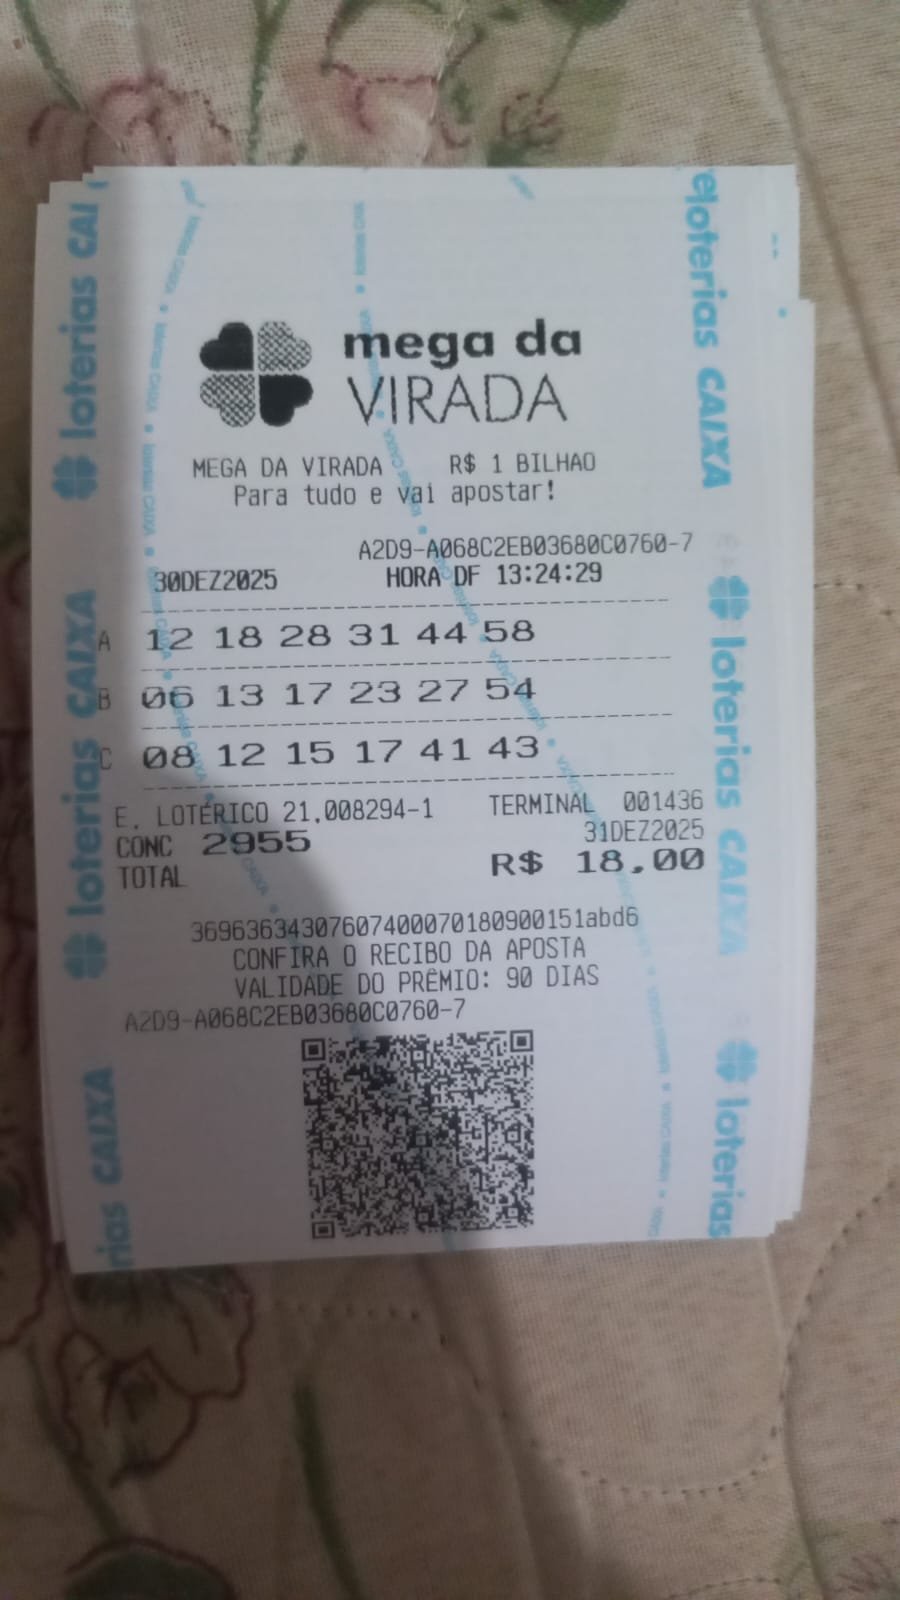 mega da
VIRADA
MEGA DA VIRADA R$ 1 BILHAO
Para tudo e vai apostar!
A2D9-A068C2EB03680C0760-7
30DEZ2025 HORA DF 13:24:29
A 12 18 28 31 44 58
B 06 13 17 23 27 54
C 08 12 15 17 41 43
E. LOTÉRICO 21.008294-1 TERMINAL 001436
31DEZ2025
CONC 2955
TOTAL R$ 18,00
36963634307607400070180900151abd6
CONFIRA O RECIBO DA APOSTA
VALIDADE DO PRÊMIO: 90 DIAS
A2D9-A068C2EB03680C0760-7
loterias CAIXA
loterias CAIXA
rias CAIXA
loterias CAIXA
loterias CAIXA
loterias